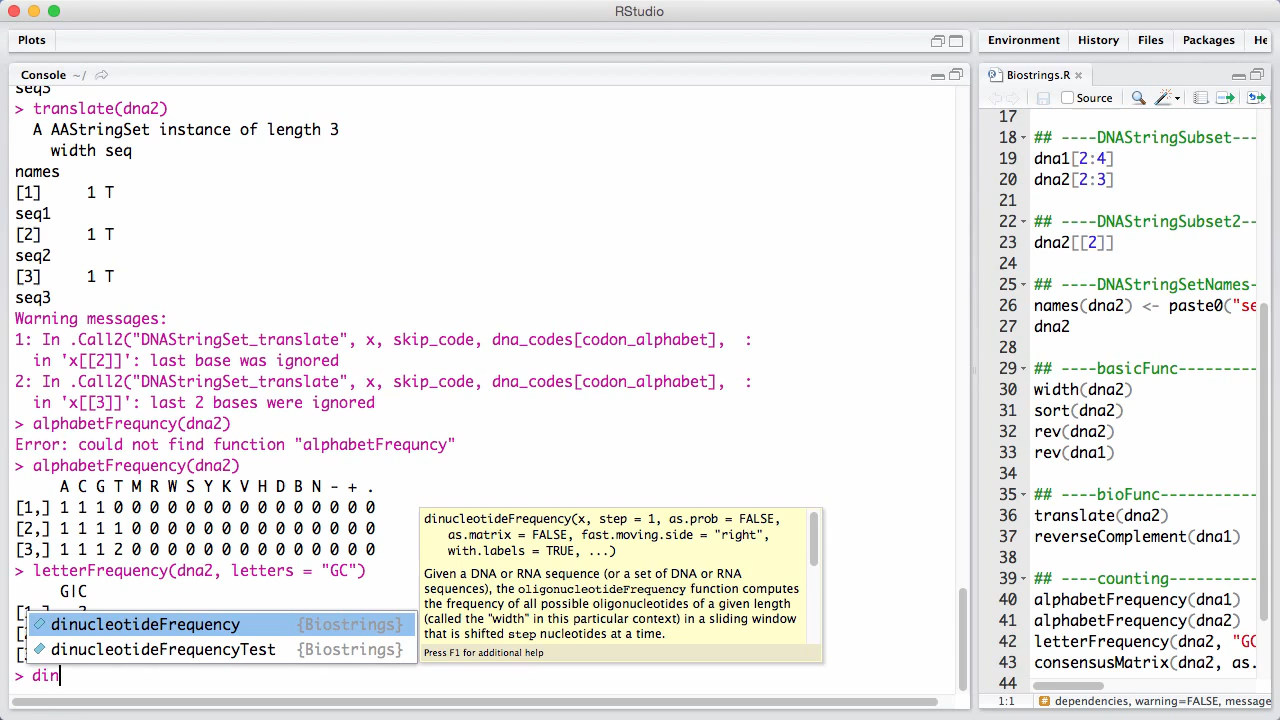 RStudio
Plots
Console ~/
seq3
> translate(dna2)
A AAStringSet instance of length 3
width seq
names
[1] 1 T
seq1
[2] 1 T
seq2
[3] 1 T
seq3
Warning messages:
1: In .Call2("DNAStringSet_translate", x, skip_code, dna_codes[codon_alphabet], :
in 'x[[2]]': last base was ignored
2: In .Call2("DNAStringSet_translate", x, skip_code, dna_codes[codon_alphabet], :
in 'x[[3]]': last 2 bases were ignored
> alphabetFrequncy(dna2)
Error: could not find function "alphabetFrequncy"
> alphabetFrequency(dna2)
A C G T M R W S Y K V H D B N - + .
[1,] 1 1 1 0 0 0 0 0 0 0 0 0 0 0 0 0 0 0
[2,] 1 1 1 1 0 0 0 0 0 0 0 0 0 0 0 0 0 0
[3,] 1 1 1 2 0 0 0 0 0 0 0 0 0 0 0 0 0 0
> letterFrequency(dna2, letters = "GC")
G|C
dinucleotideFrequency {Biostrings}
dinucleotideFrequencyTest {Biostrings}
> din
dinucleotideFrequency(x, step = 1, as.prob = FALSE,
as.matrix = FALSE, fast.moving.side = "right",
with.labels = TRUE, ...)
Given a DNA or RNA sequence (or a set of DNA or RNA
sequences), the oligonucleotideFrequency function computes
the frequency of all possible oligonucleotides of a given length
(called the "width" in this particular context) in a sliding window
that is shifted step nucleotides at a time.
Press F1 for additional help
Environment History Files Packages He
Biostrings.R
Source
17
18 ## ----DNAStringSubset----
19 dna1[2:4]
20 dna2[2:3]
21
22 ## ----DNAStringSubset2---
23 dna2[[2]]
24
25 ## ----DNAStringSetNames--
26 names(dna2) <- paste0("se
27 dna2
28
29 ## ----basicFunc----------
30 width(dna2)
31 sort(dna2)
32 rev(dna2)
33 rev(dna1)
34
35 ## ----bioFunc------------
36 translate(dna2)
37 reverseComplement(dna1)
38
39 ## ----counting-----------
40 alphabetFrequency(dna1)
41 alphabetFrequency(dna2)
42 letterFrequency(dna2, "GC
43 consensusMatrix(dna2, as.
44
1:1 # dependencies, warning=FALSE, message